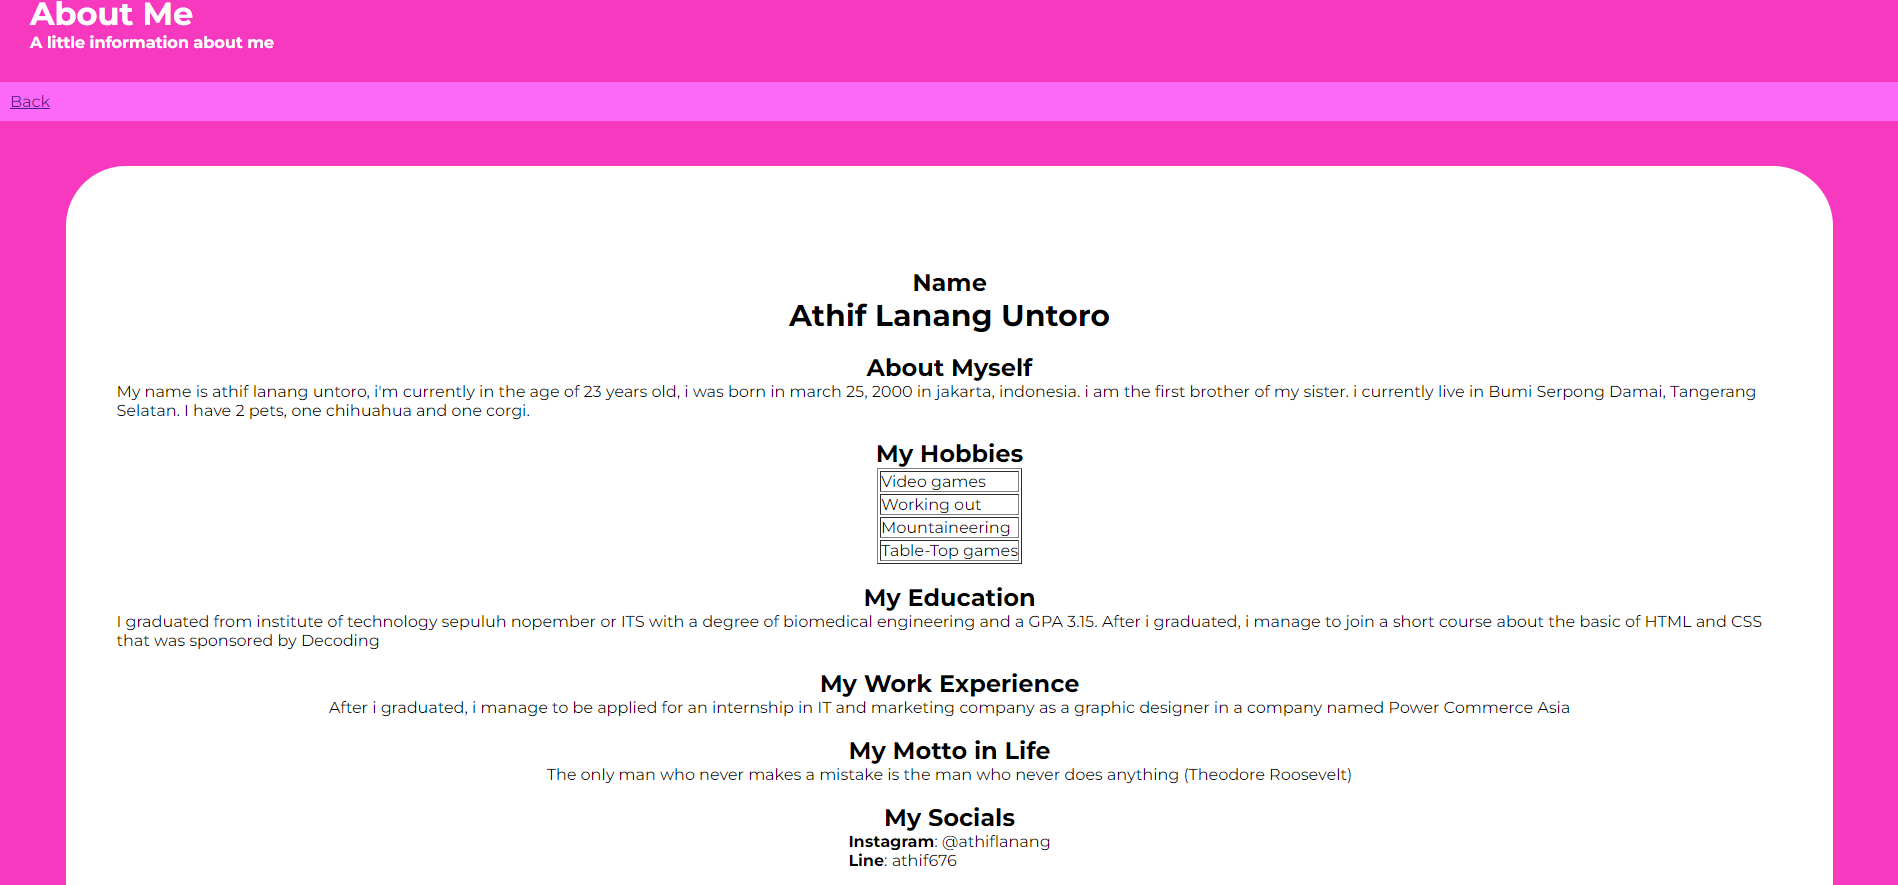 About Me
A little information about me
Back
Name
Athif Lanang Untoro
About Myself
My name is athif lanang untoro, i'm currently in the age of 23 years old, i was born in march 25, 2000 in jakarta, indonesia. i am the first brother of my sister. i currently live in Bumi Serpong Damai, Tangerang
Selatan. I have 2 pets, one chihuahua and one corgi.
My Hobbies
Video games
Working out
Mountaineering
Table-Top games
My Education
I graduated from institute of technology sepuluh nopember or ITS with a degree of biomedical engineering and a GPA 3.15. After i graduated, i manage to join a short course about the basic of HTML and CSS
that was sponsored by Decoding
My Work Experience
After i graduated, i manage to be applied for an internship in IT and marketing company as a graphic designer in a company named Power Commerce Asia
My Motto in Life
The only man who never makes a mistake is the man who never does anything (Theodore Roosevelt)
My Socials
Instagram: @athiflanang
Line: athif676